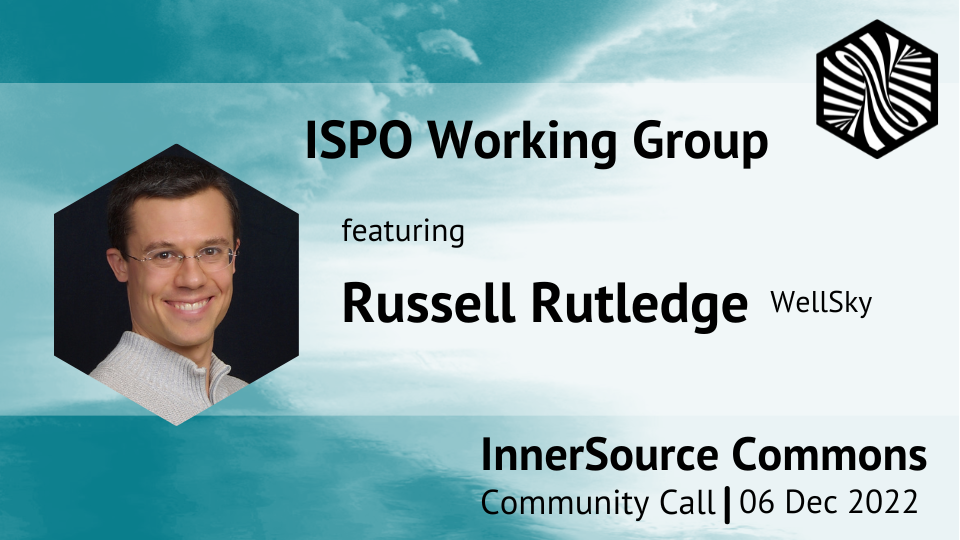 ISPO Working Group
featuring
Russell Rutledge WellSky
InnerSource Commons
Community Call | 06 Dec 2022